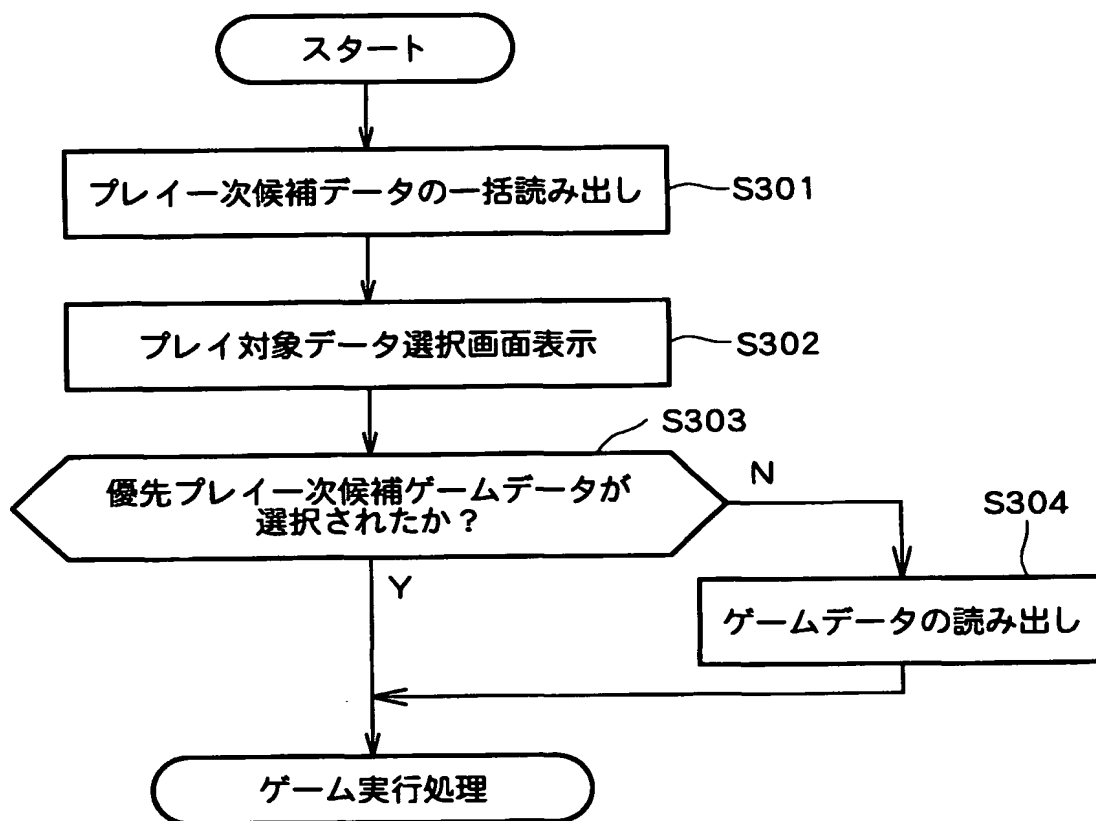 スタート
プレイ一次候補データの一括読み出し
S301
プレイ対象データ選択画面表示
S302
S303
優先プレイ一次候補ゲームデータが
選択されたか？
N
S304
Y
ゲームデータの読み出し
ゲーム実行処理